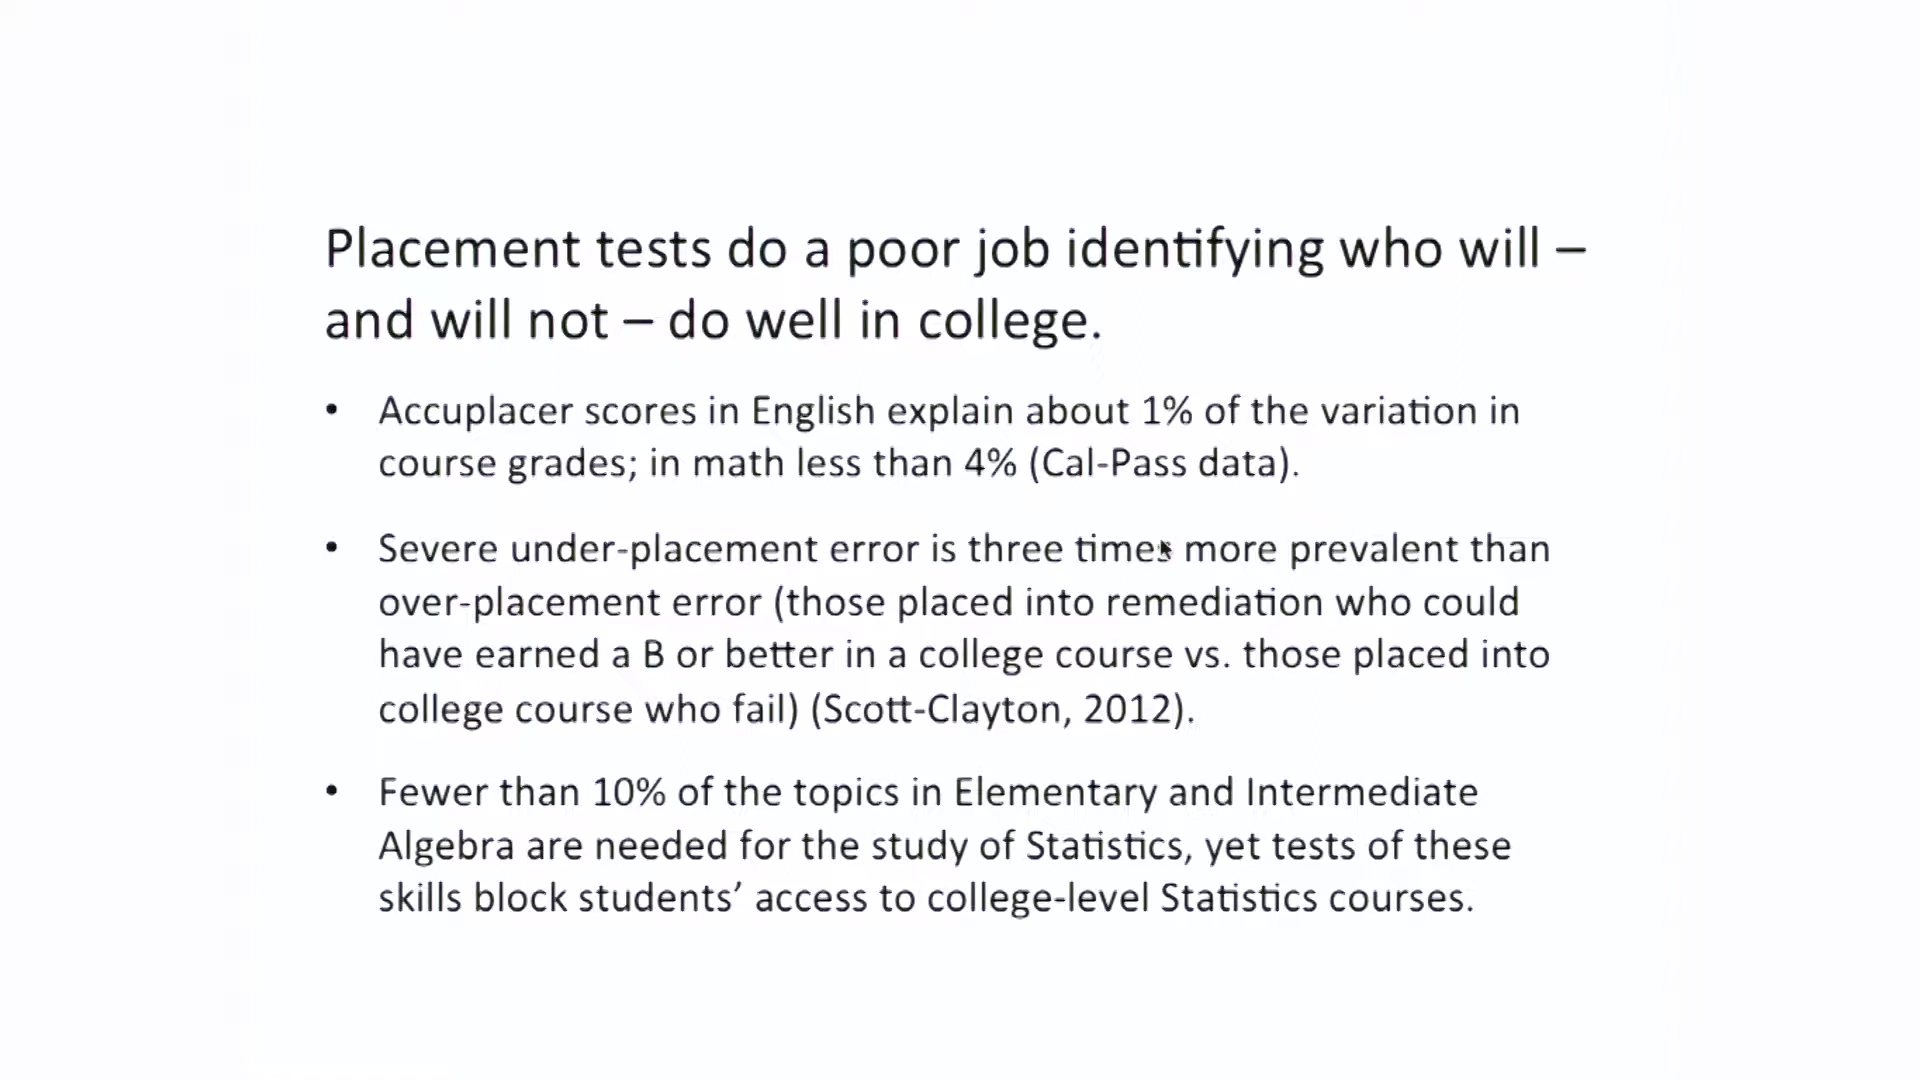 Placement tests do a poor job identifying who will –
and will not – do well in college.
• Accuplacer scores in English explain about 1% of the variation in
course grades; in math less than 4% (Cal-Pass data).
• Severe under-placement error is three times more prevalent than
over-placement error (those placed into remediation who could
have earned a B or better in a college course vs. those placed into
college course who fail) (Scott-Clayton, 2012).
• Fewer than 10% of the topics in Elementary and Intermediate
Algebra are needed for the study of Statistics, yet tests of these
skills block students’ access to college-level Statistics courses.